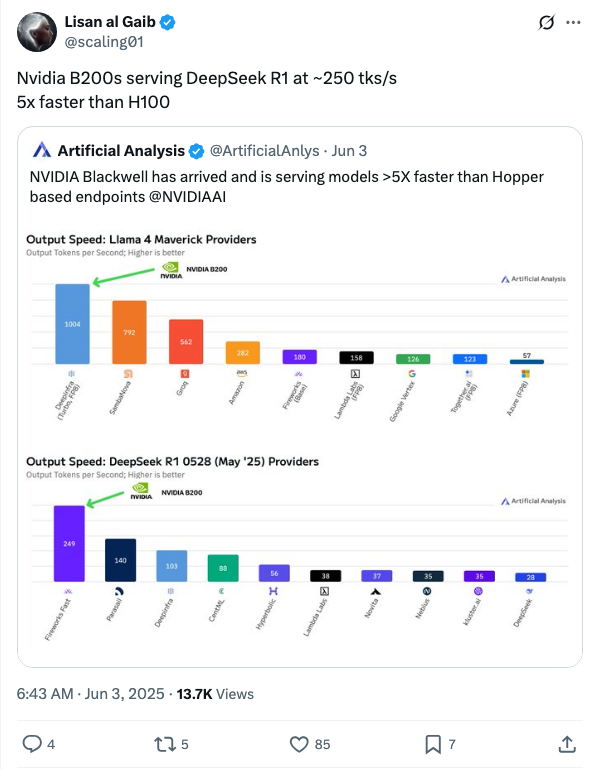 Lisan al Gaib
@scaling01
Nvidia B200s serving DeepSeek R1 at ~250 tks/s
5x faster than H100
Artificial Analysis @ArtificialAnlys · Jun 3
NVIDIA Blackwell has arrived and is serving models >5X faster than Hopper
based endpoints @NVIDIAAI
Output Speed: Llama 4 Maverick Providers
Output Tokens per Second; Higher is better
NVIDIA
NVIDIA B200
Artificial Analysis
1004
792
562
282
180
158
126
123
57
aws
Deepinfra
(Turbo, FP8)
SambaNova
Groq
Amazon
Fireworks
(Base)
Lambda Labs
(FP8)
Google Vertex
Together.ai
(FP8)
Azure (FP8)
Output Speed: DeepSeek R1 0528 (May '25) Providers
Output Tokens per Second; Higher is better
NVIDIA
NVIDIA B200
Artificial Analysis
249
140
103
88
56
38
37
35
35
28
Fireworks Fast
Parasail
Deepinfra
CentML
Hyperbolic
Lambda Labs
Novita
Nebius
kluster.ai
DeepSeek
6:43 AM · Jun 3, 2025 · 13.7K Views
4
5
85
7